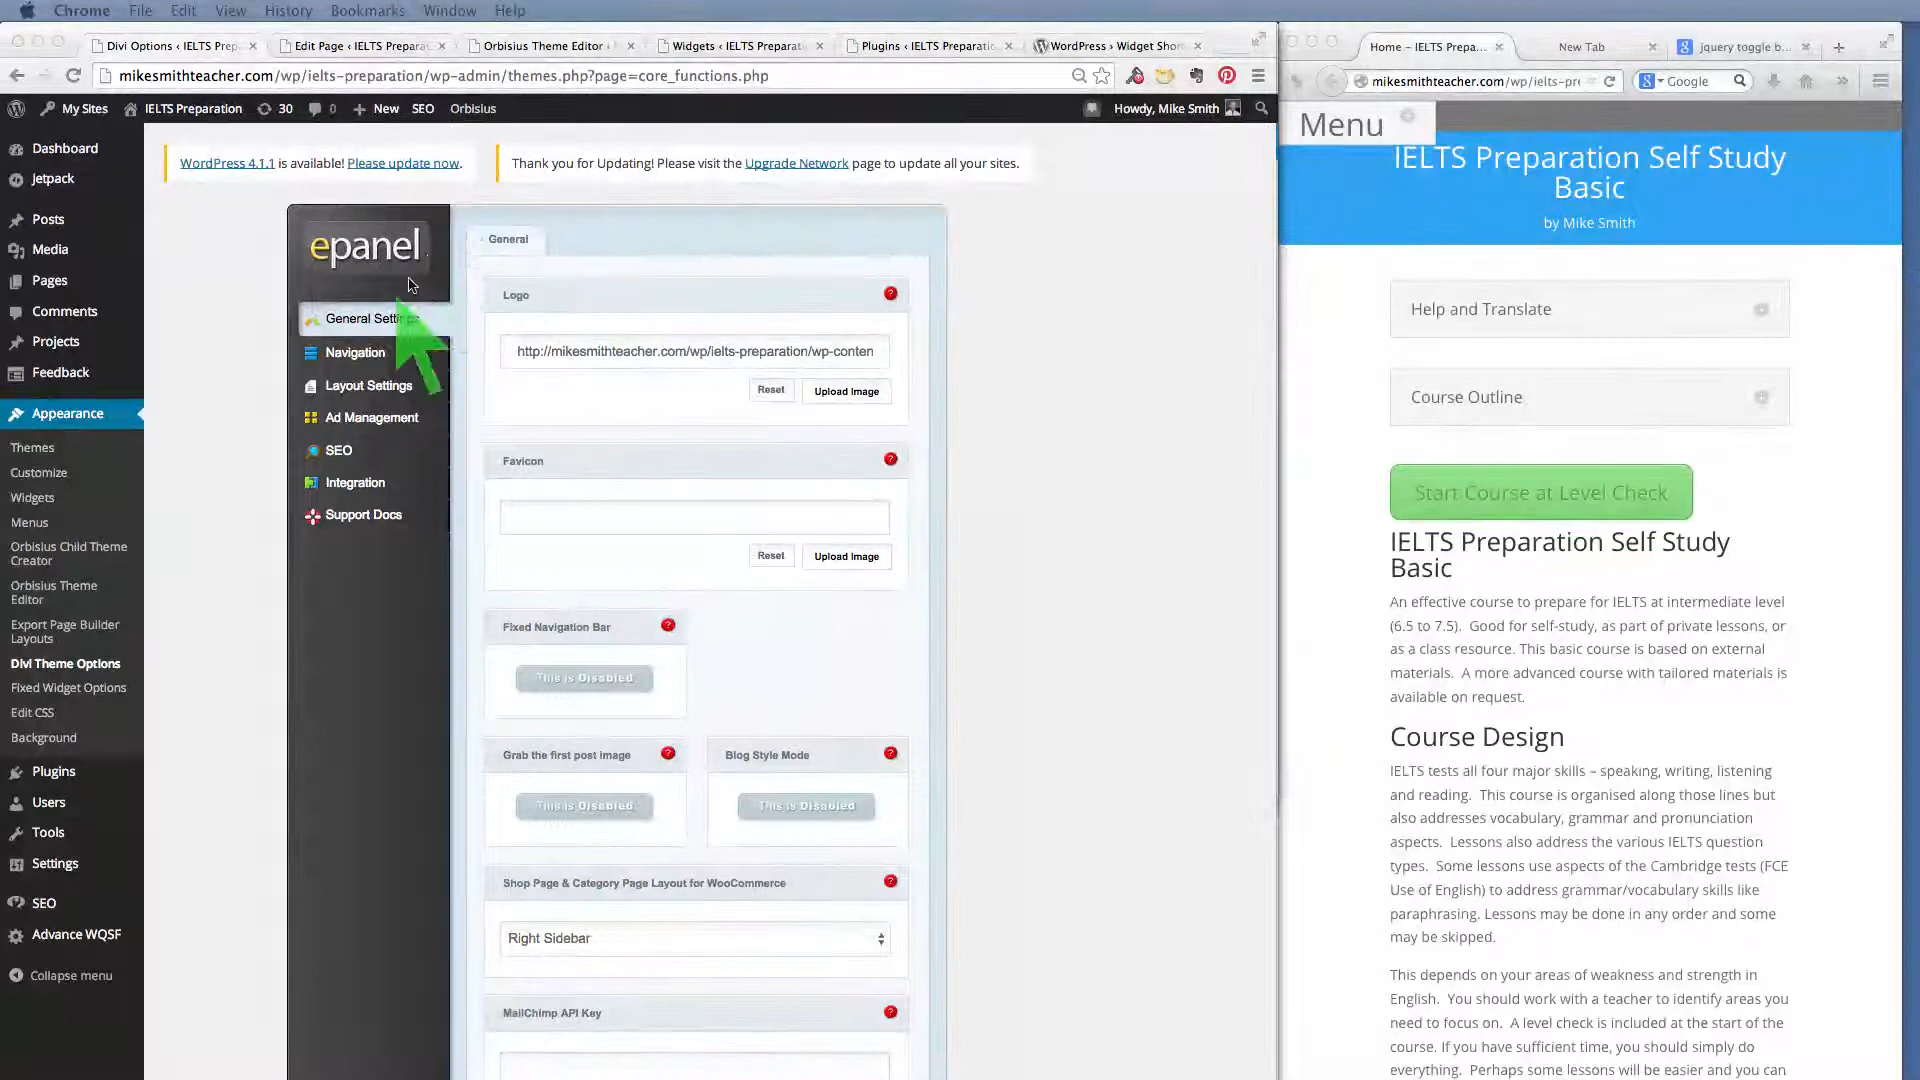 Chrome File Edit View History Bookmarks Window Help
Divi Options ‹ IELTS Prep
Edit Page ‹ IELTS Prepara
Orbisius Theme Editor ‹
Widgets ‹ IELTS Preparati
Plugins ‹ IELTS Preparatio
WordPress › Widget Shor
mikesmithteacher.com/wp/ielts-preparation/wp-admin/themes.php?page=core_functions.php
My Sites IELTS Preparation 30 0 New SEO Orbisius Howdy, Mike Smith
Dashboard
Jetpack
Posts
Media
Pages
Comments
Projects
Feedback
Appearance
Themes
Customize
Widgets
Menus
Orbisius Child Theme
Creator
Orbisius Theme
Editor
Export Page Builder
Layouts
Divi Theme Options
Fixed Widget Options
Edit CSS
Background
Plugins
Users
Tools
Settings
SEO
Advance WQSF
Collapse menu
WordPress 4.1.1 is available! Please update now.
Thank you for Updating! Please visit the Upgrade Network page to update all your sites.
epanel
General Settings
Navigation
Layout Settings
Ad Management
SEO
Integration
Support Docs
General
Logo
http://mikesmithteacher.com/wp/ielts-preparation/wp-conten
Reset Upload Image
Favicon
Reset Upload Image
Fixed Navigation Bar
This is Disabled
Grab the first post image
This is Disabled
Blog Style Mode
This is Disabled
Shop Page & Category Page Layout for WooCommerce
Right Sidebar
MailChimp API Key
Home – IELTS Prepa...
New Tab
jquery toggle b...
mikesmithteacher.com/wp/ielts-pre
Google
Menu
IELTS Preparation Self Study
Basic
by Mike Smith
Help and Translate
Course Outline
Start Course at Level Check
IELTS Preparation Self Study
Basic
An effective course to prepare for IELTS at intermediate level
(6.5 to 7.5). Good for self-study, as part of private lessons, or
as a class resource. This basic course is based on external
materials. A more advanced course with tailored materials is
available on request.
Course Design
IELTS tests all four major skills – speaking, writing, listening
and reading. This course is organised along those lines but
also addresses vocabulary, grammar and pronunciation
aspects. Lessons also address the various IELTS question
types. Some lessons use aspects of the Cambridge tests (FCE
Use of English) to address grammar/vocabulary skills like
paraphrasing. Lessons may be done in any order and some
may be skipped.
This depends on your areas of weakness and strength in
English. You should work with a teacher to identify areas you
need to focus on. A level check is included at the start of the
course. If you have sufficient time, you should simply do
everything. Perhaps some lessons will be easier and you can